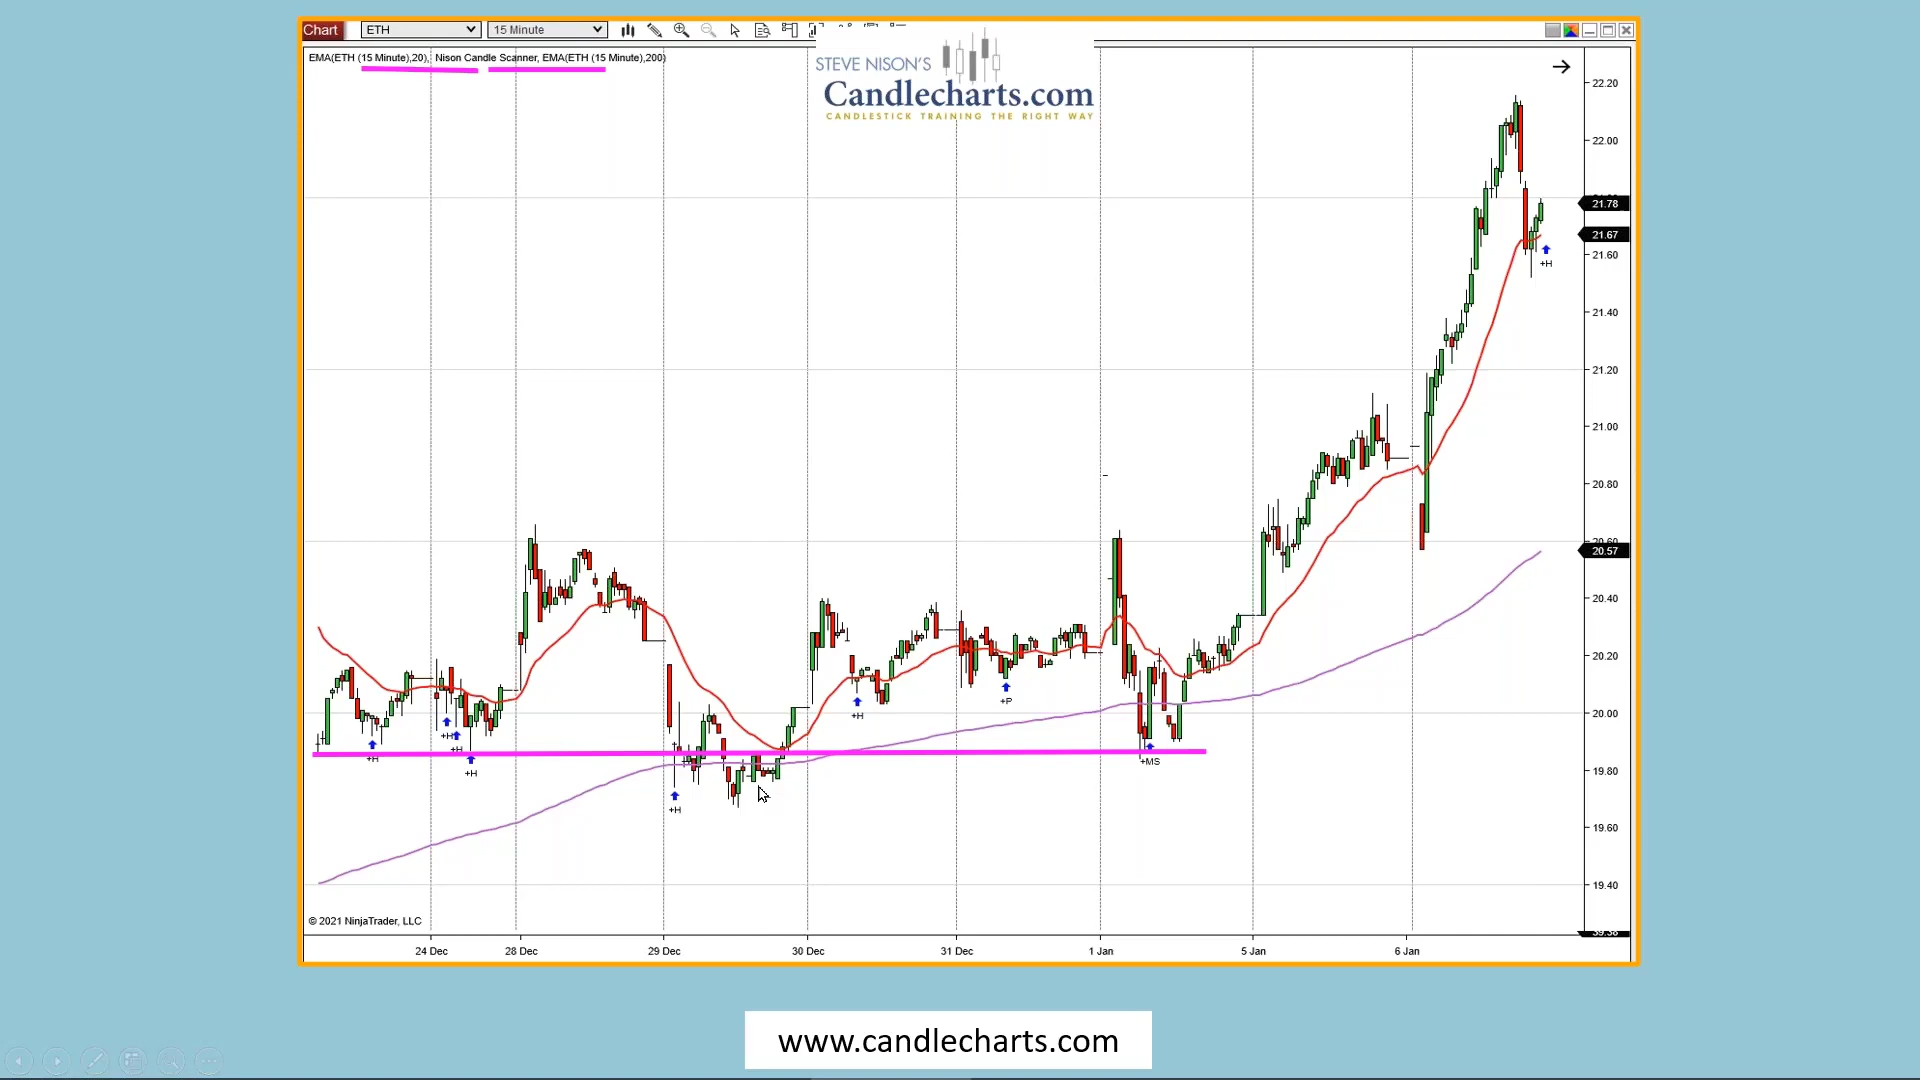 Chart ETH 15 Minute
EMA(ETH (15 Minute),20), Nison Candle Scanner, EMA(ETH (15 Minute),200)
STEVE NISON'S
Candlecharts.com
CANDLESTICK TRAINING THE RIGHT WAY
22.20
22.00
21.78
21.67
21.60
+H
21.40
21.20
21.00
20.80
20.60
20.57
20.40
20.20
+P
+H
20.00
+H
+H
+H
+H
+MS
19.80
+H
19.60
19.40
© 2021 NinjaTrader, LLC
24 Dec 28 Dec 29 Dec 30 Dec 31 Dec 1 Jan 5 Jan 6 Jan
www.candlecharts.com